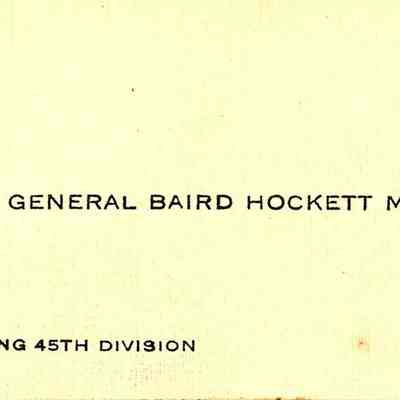 GENERAL BAIRD HOCKETT M
NG 45TH DIVISION